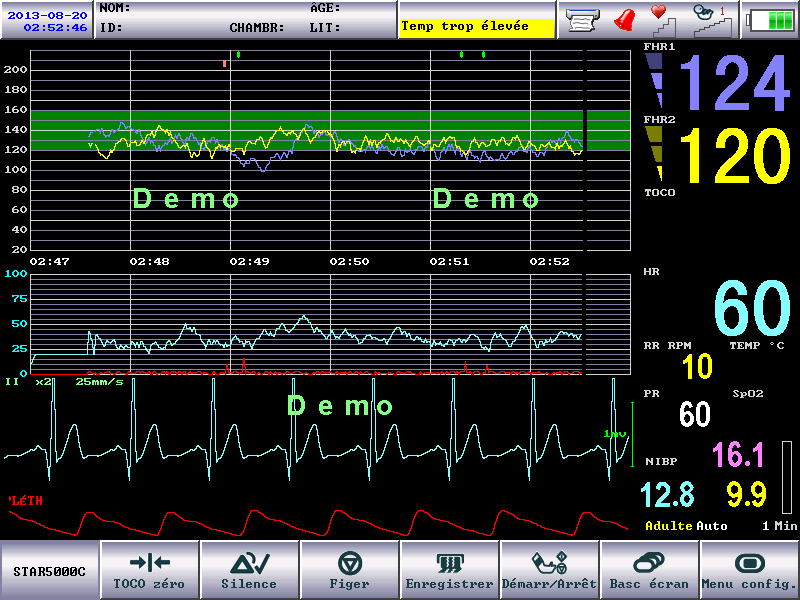 2013-08-20
02:52:46
NOM: ÂGE:
ID: CHAMBR: LIT:
Temp trop élevée
1
FHR1
124
FHR2
120
TOCO
200
180
160
140
120
100
80
60
40
20
Demo Demo
02:47 02:48 02:49 02:50 02:51 02:52
100
75
50
25
0
HR
60
RR RPM TEMP °C
10
II x2 25mm/s
Demo
1mv
PR SpO2
60
NIBP
16.1
12.8 9.9
Adulte Auto 1 Min
PLéTH
STAR5000C
TOCO zéro
Silence
Figer
Enregistrer
Démarr/Arrêt
Basc écran
Menu config.